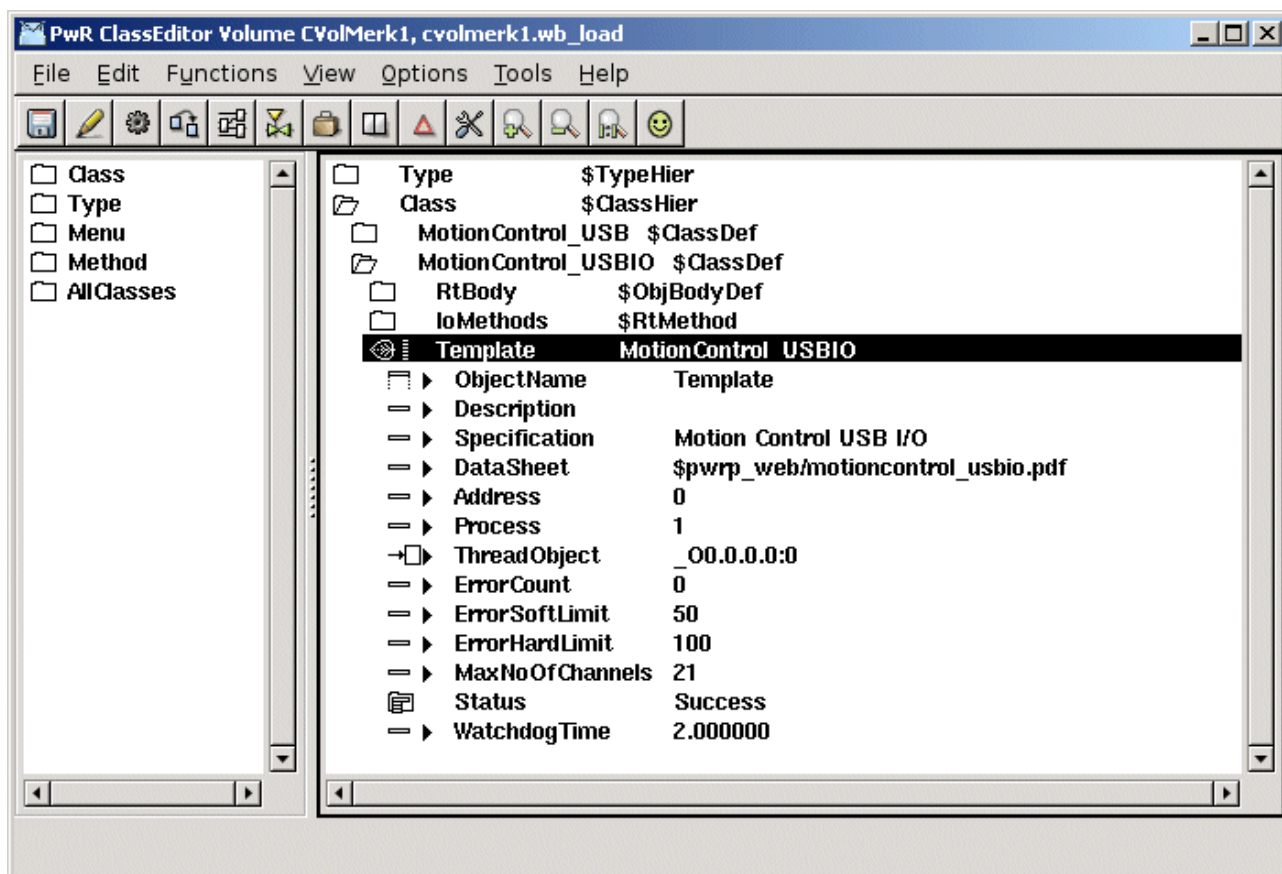 PwR ClassEditor Volume CVolMerk1, cvolmerk1.wb_load
File Edit Functions View Options Tools Help
Class
Type
Menu
Method
AllClasses
Type $TypeHier
Class $ClassHier
MotionControl_USB $ClassDef
MotionControl_USBIO $ClassDef
RtBody $ObjBodyDef
IoMethods $RtMethod
Template MotionControl_USBIO
ObjectName Template
Description
Specification Motion Control USB I/O
DataSheet $pwrp_web/motioncontrol_usbio.pdf
Address 0
Process 1
ThreadObject _O0.0.0.0:0
ErrorCount 0
ErrorSoftLimit 50
ErrorHardLimit 100
MaxNoOfChannels 21
Status Success
WatchdogTime 2.000000